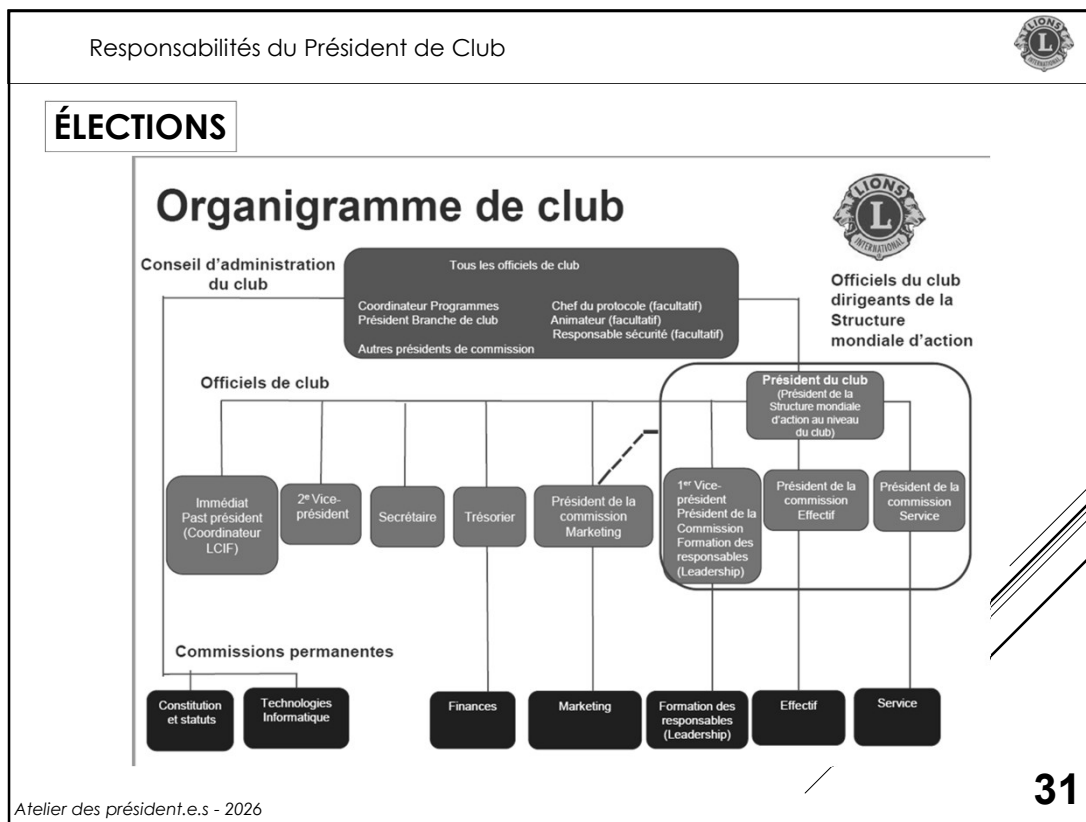 Responsabilités du Président de Club
LIONS
L
INTERNATIONAL
ÉLECTIONS
Organigramme de club
LIONS
L
INTERNATIONAL
Conseil d'administration
du club
Tous les officiels de club
Coordinateur Programmes
Président Branche de club
Autres présidents de commission
Chef du protocole (facultatif)
Animateur (facultatif)
Responsable sécurité (facultatif)
Officiels du club
dirigeants de la
Structure
mondiale d'action
Officiels de club
Président du club
(Président de la
Structure mondiale
d'action au niveau
du club)
Immédiat
Past président
(Coordinateur
LCIF)
2e Vice-
président
Secrétaire
Trésorier
Président de la
commission
Marketing
1er Vice-
président
Président de la
Commission
Formation des
responsables
(Leadership)
Président de la
commission
Effectif
Président de la
commission
Service
Commissions permanentes
Constitution
et statuts
Technologies
Informatique
Finances
Marketing
Formation des
responsables
(Leadership)
Effectif
Service
Atelier des président.e.s - 2026
31